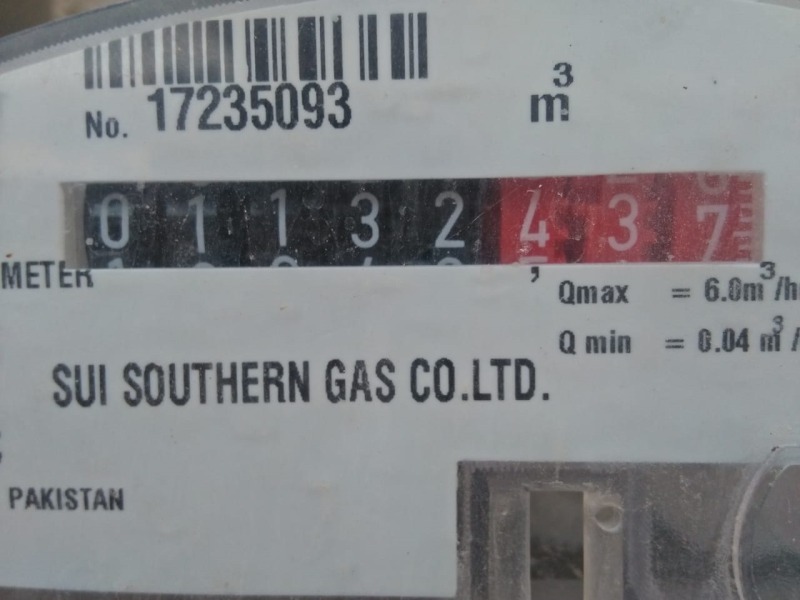 No. 17235093 m³
01132437
METER
,
Qmax = 6.0m³/h
Q min = 0.04 m³/
SUI SOUTHERN GAS CO.LTD.
PAKISTAN